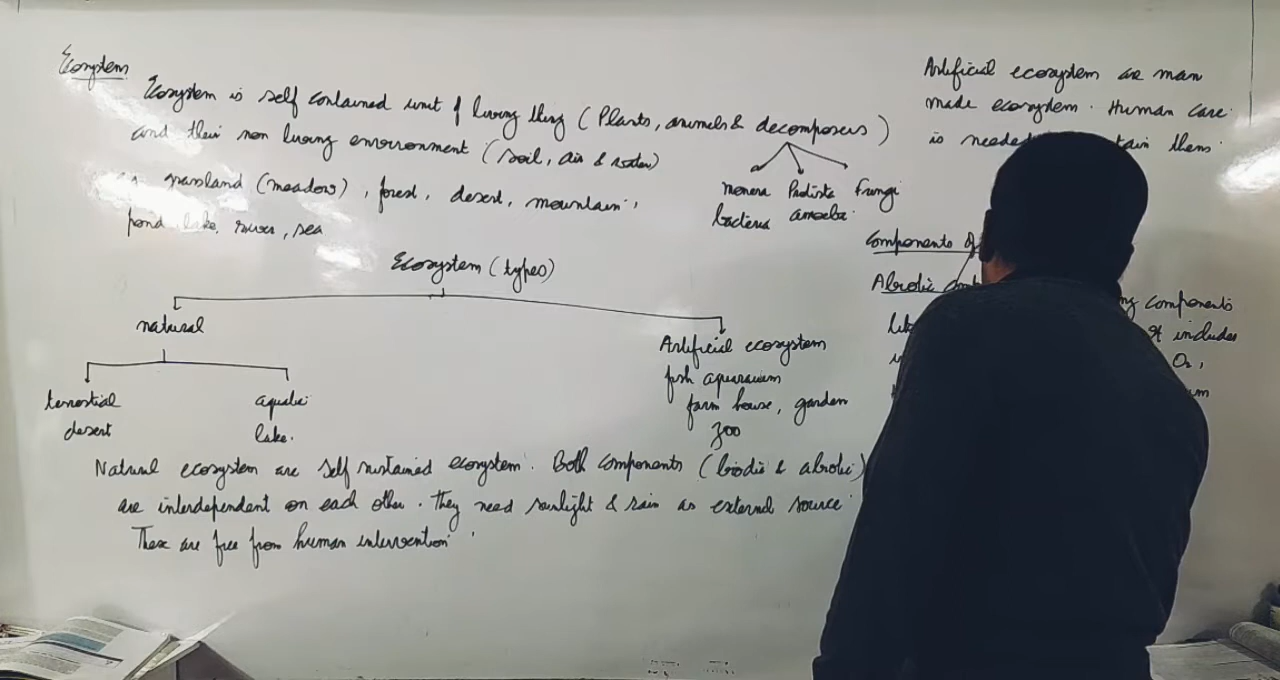 Ecosystem
Ecosystem is self contained unit of living thing (Plants, animals & decomposers)
and their non living environment (soil, air & water)
grassland (meadow), forest, desert, mountain,
pond lake, river, sea
monera Protista Fungi
bacteria amoeba
Ecosystem (types)
natural
Artificial ecosystem
fish aquarium
farm house, garden
zoo
terrestial
desert
aquatic
lake.
Natural ecosystem are self sustained ecosystem. Both components (biotic & abiotic)
are interdependent on each other. They need sunlight & rain as external source
These are free from human intervention
Artificial ecosystem are man
made ecosystem. Human care
is them.
Components of
Abiotic components
It includes
O₂,